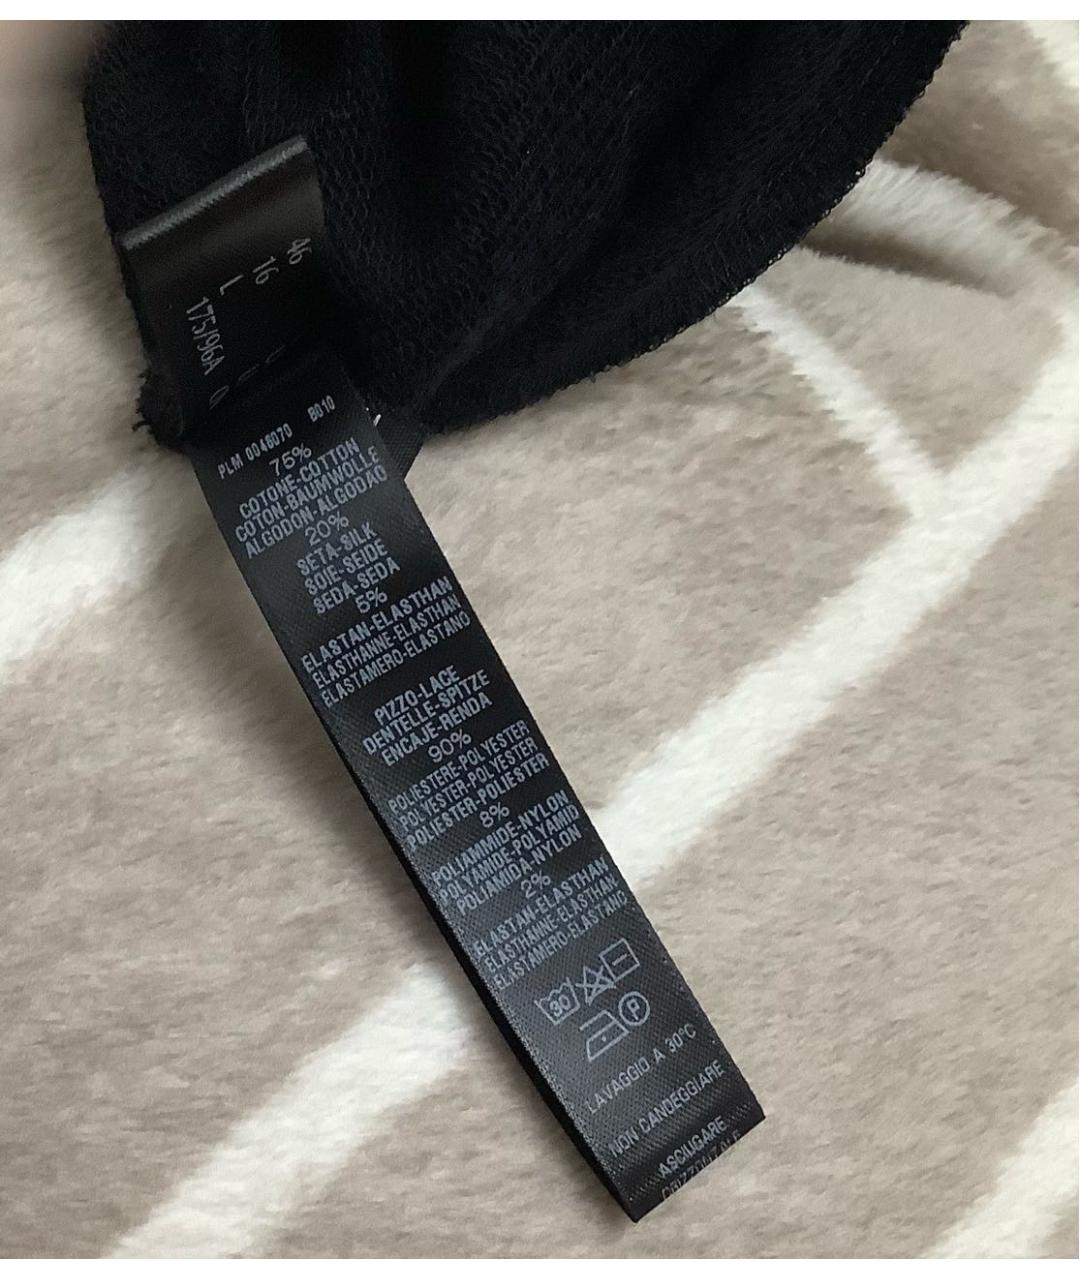 46
16
L
175/96A
PLM 0046070 B010
75%
COTONE-COTTON
COTON-BAUMWOLLE
ALGODON-ALGODAO
20%
SETA-SILK
SOIE-SEIDE
SEDA-SEDA
5%
ELASTAN-ELASTHAN
ELASTHANNE-ELASTHAN
ELASTAMERO-ELASTANO
PIZZO-LACE
DENTELLE-SPITZE
ENCAJE-RENDA
90%
POLIESTERE-POLYESTER
POLYESTER-POLYESTER
POLIESTER-POLIESTER
8%
POLIAMMIDE-NYLON
POLYAMIDE-POLYAMID
POLIAMIDA-NYLON
2%
ELASTAN-ELASTHAN
ELASTHANNE-ELASTHAN
ELASTAMERO-ELASTANO
30
P
LAVAGGIO A 30°C
NON CANDEGGIARE
ASCIUGARE
ORIZZONTALE